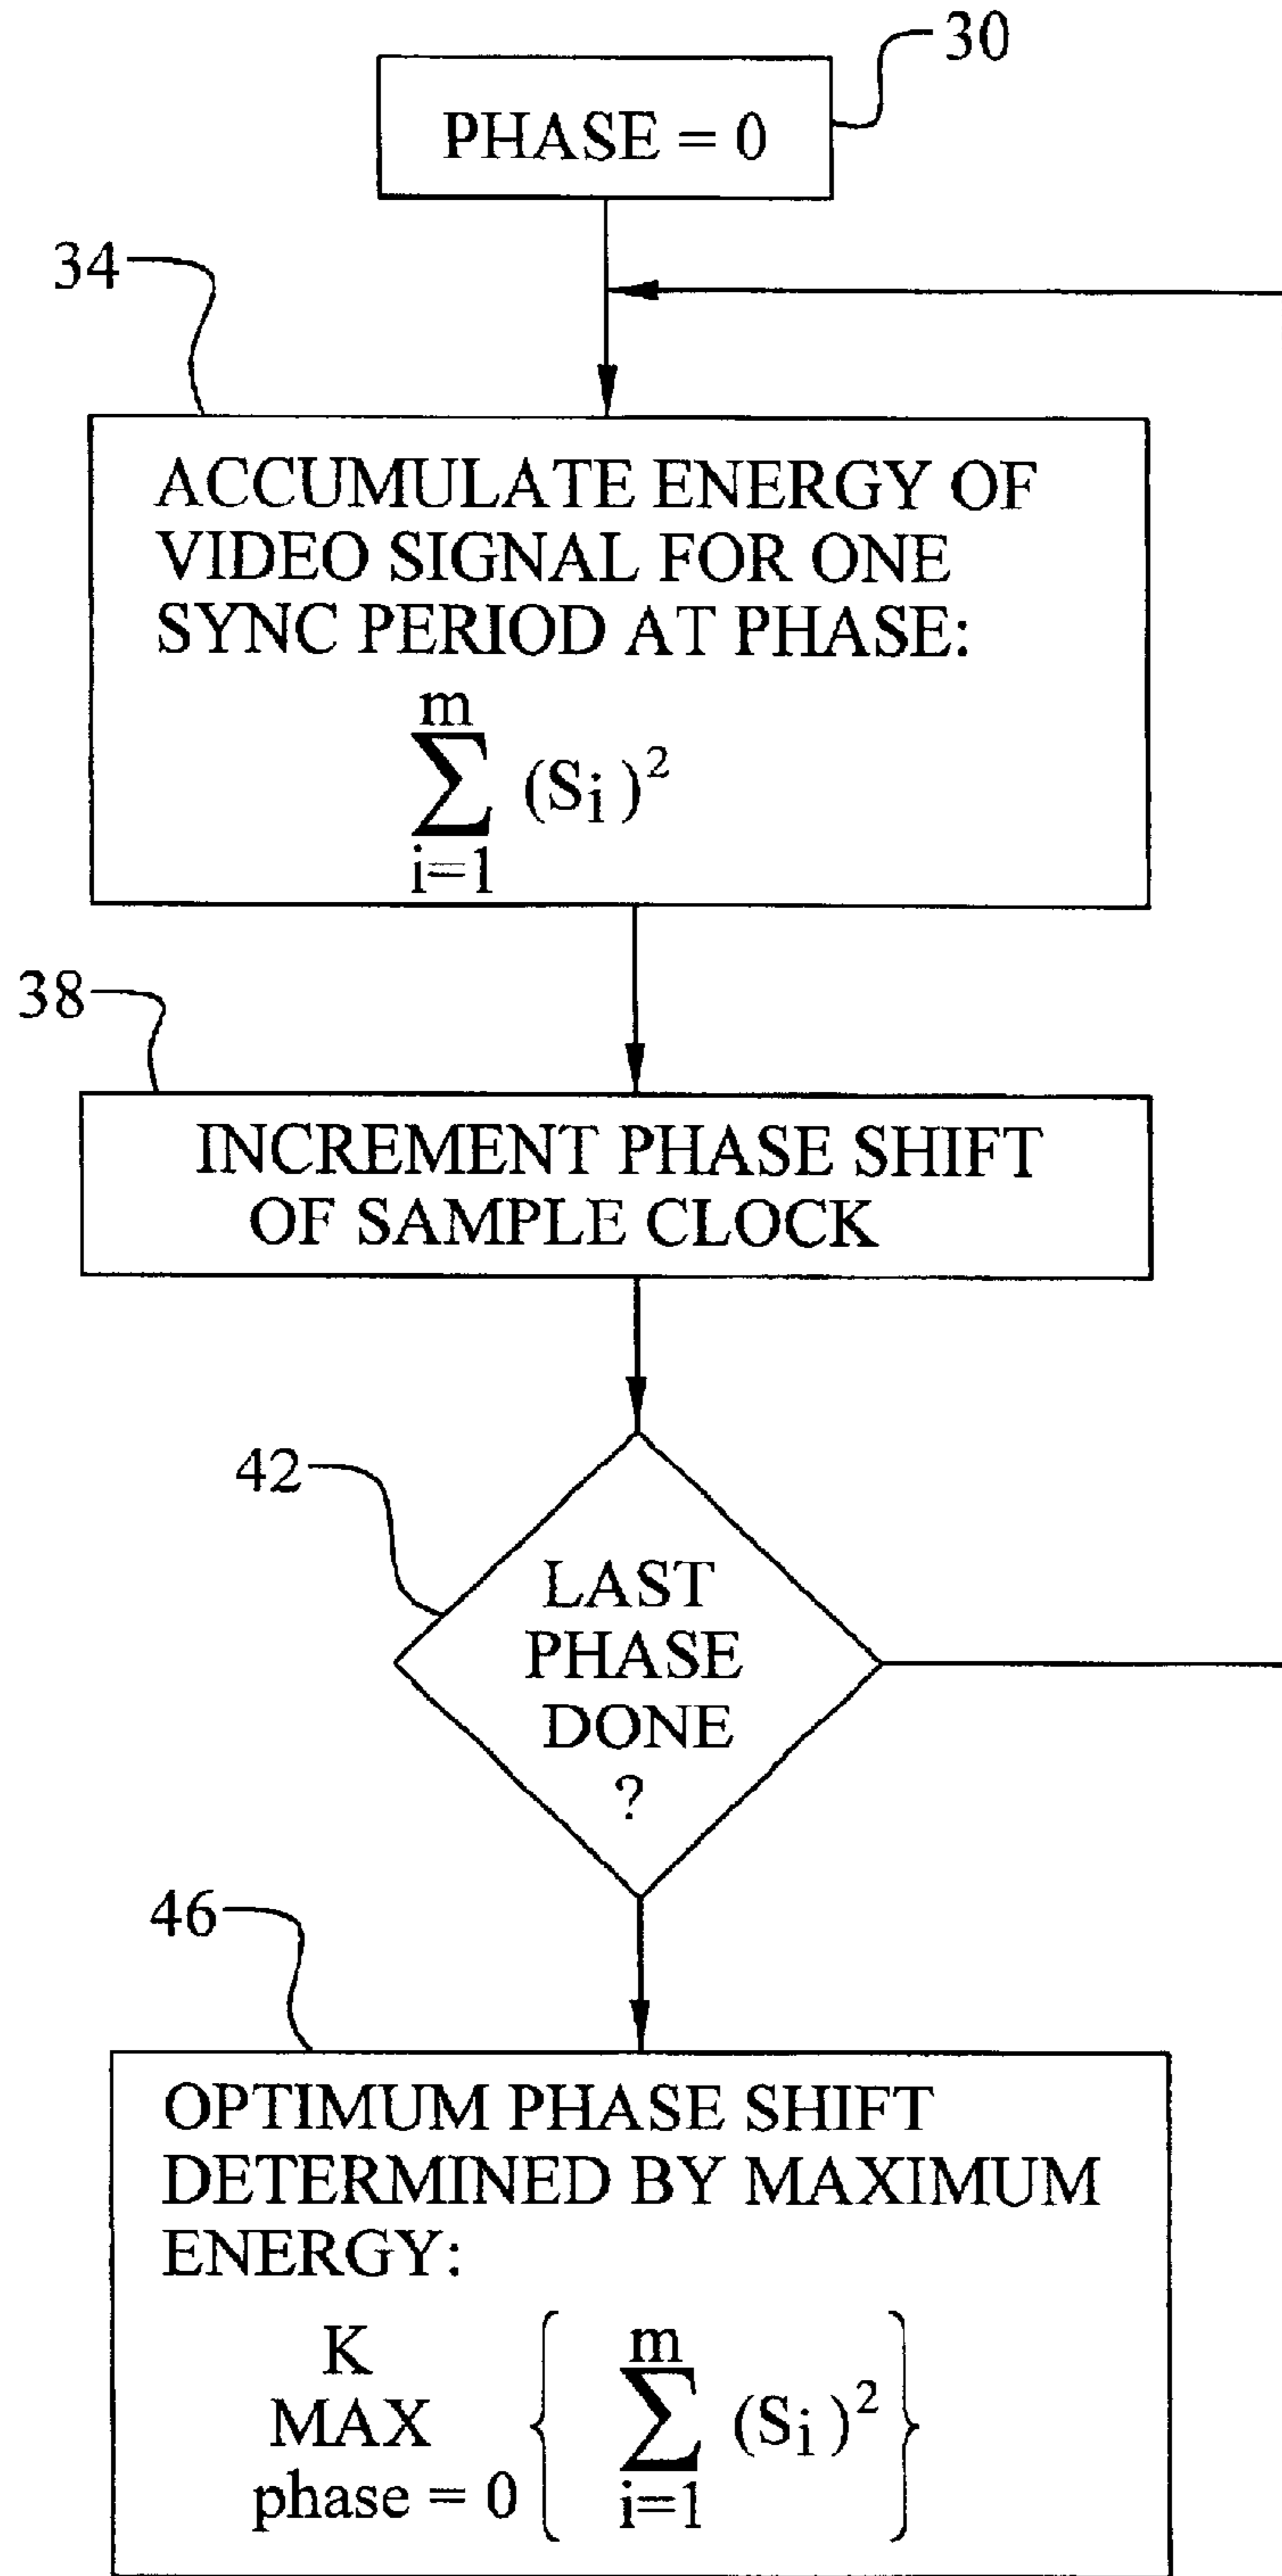 30
PHASE = 0
34
ACCUMULATE ENERGY OF
VIDEO SIGNAL FOR ONE
SYNC PERIOD AT PHASE:
m
∑ (Si)²
i=1
38
INCREMENT PHASE SHIFT
OF SAMPLE CLOCK
42
LAST
PHASE
DONE
?
46
OPTIMUM PHASE SHIFT
DETERMINED BY MAXIMUM
ENERGY:
K m
MAX { ∑ (Si)² }
phase = 0 i=1